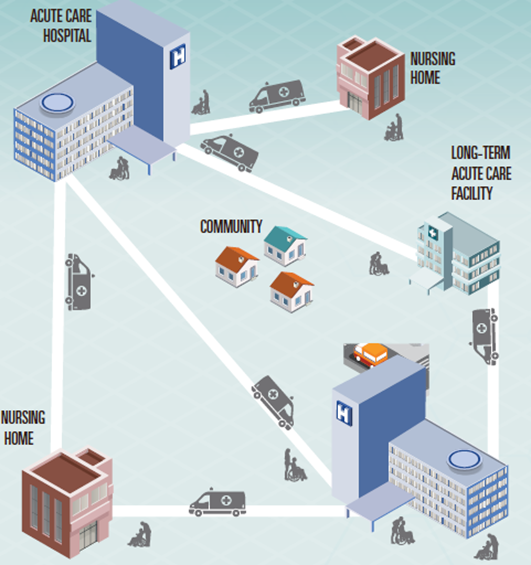 ACUTE CARE
HOSPITAL
H
NURSING
HOME
LONG-TERM
ACUTE CARE
FACILITY
COMMUNITY
NURSING
HOME
H